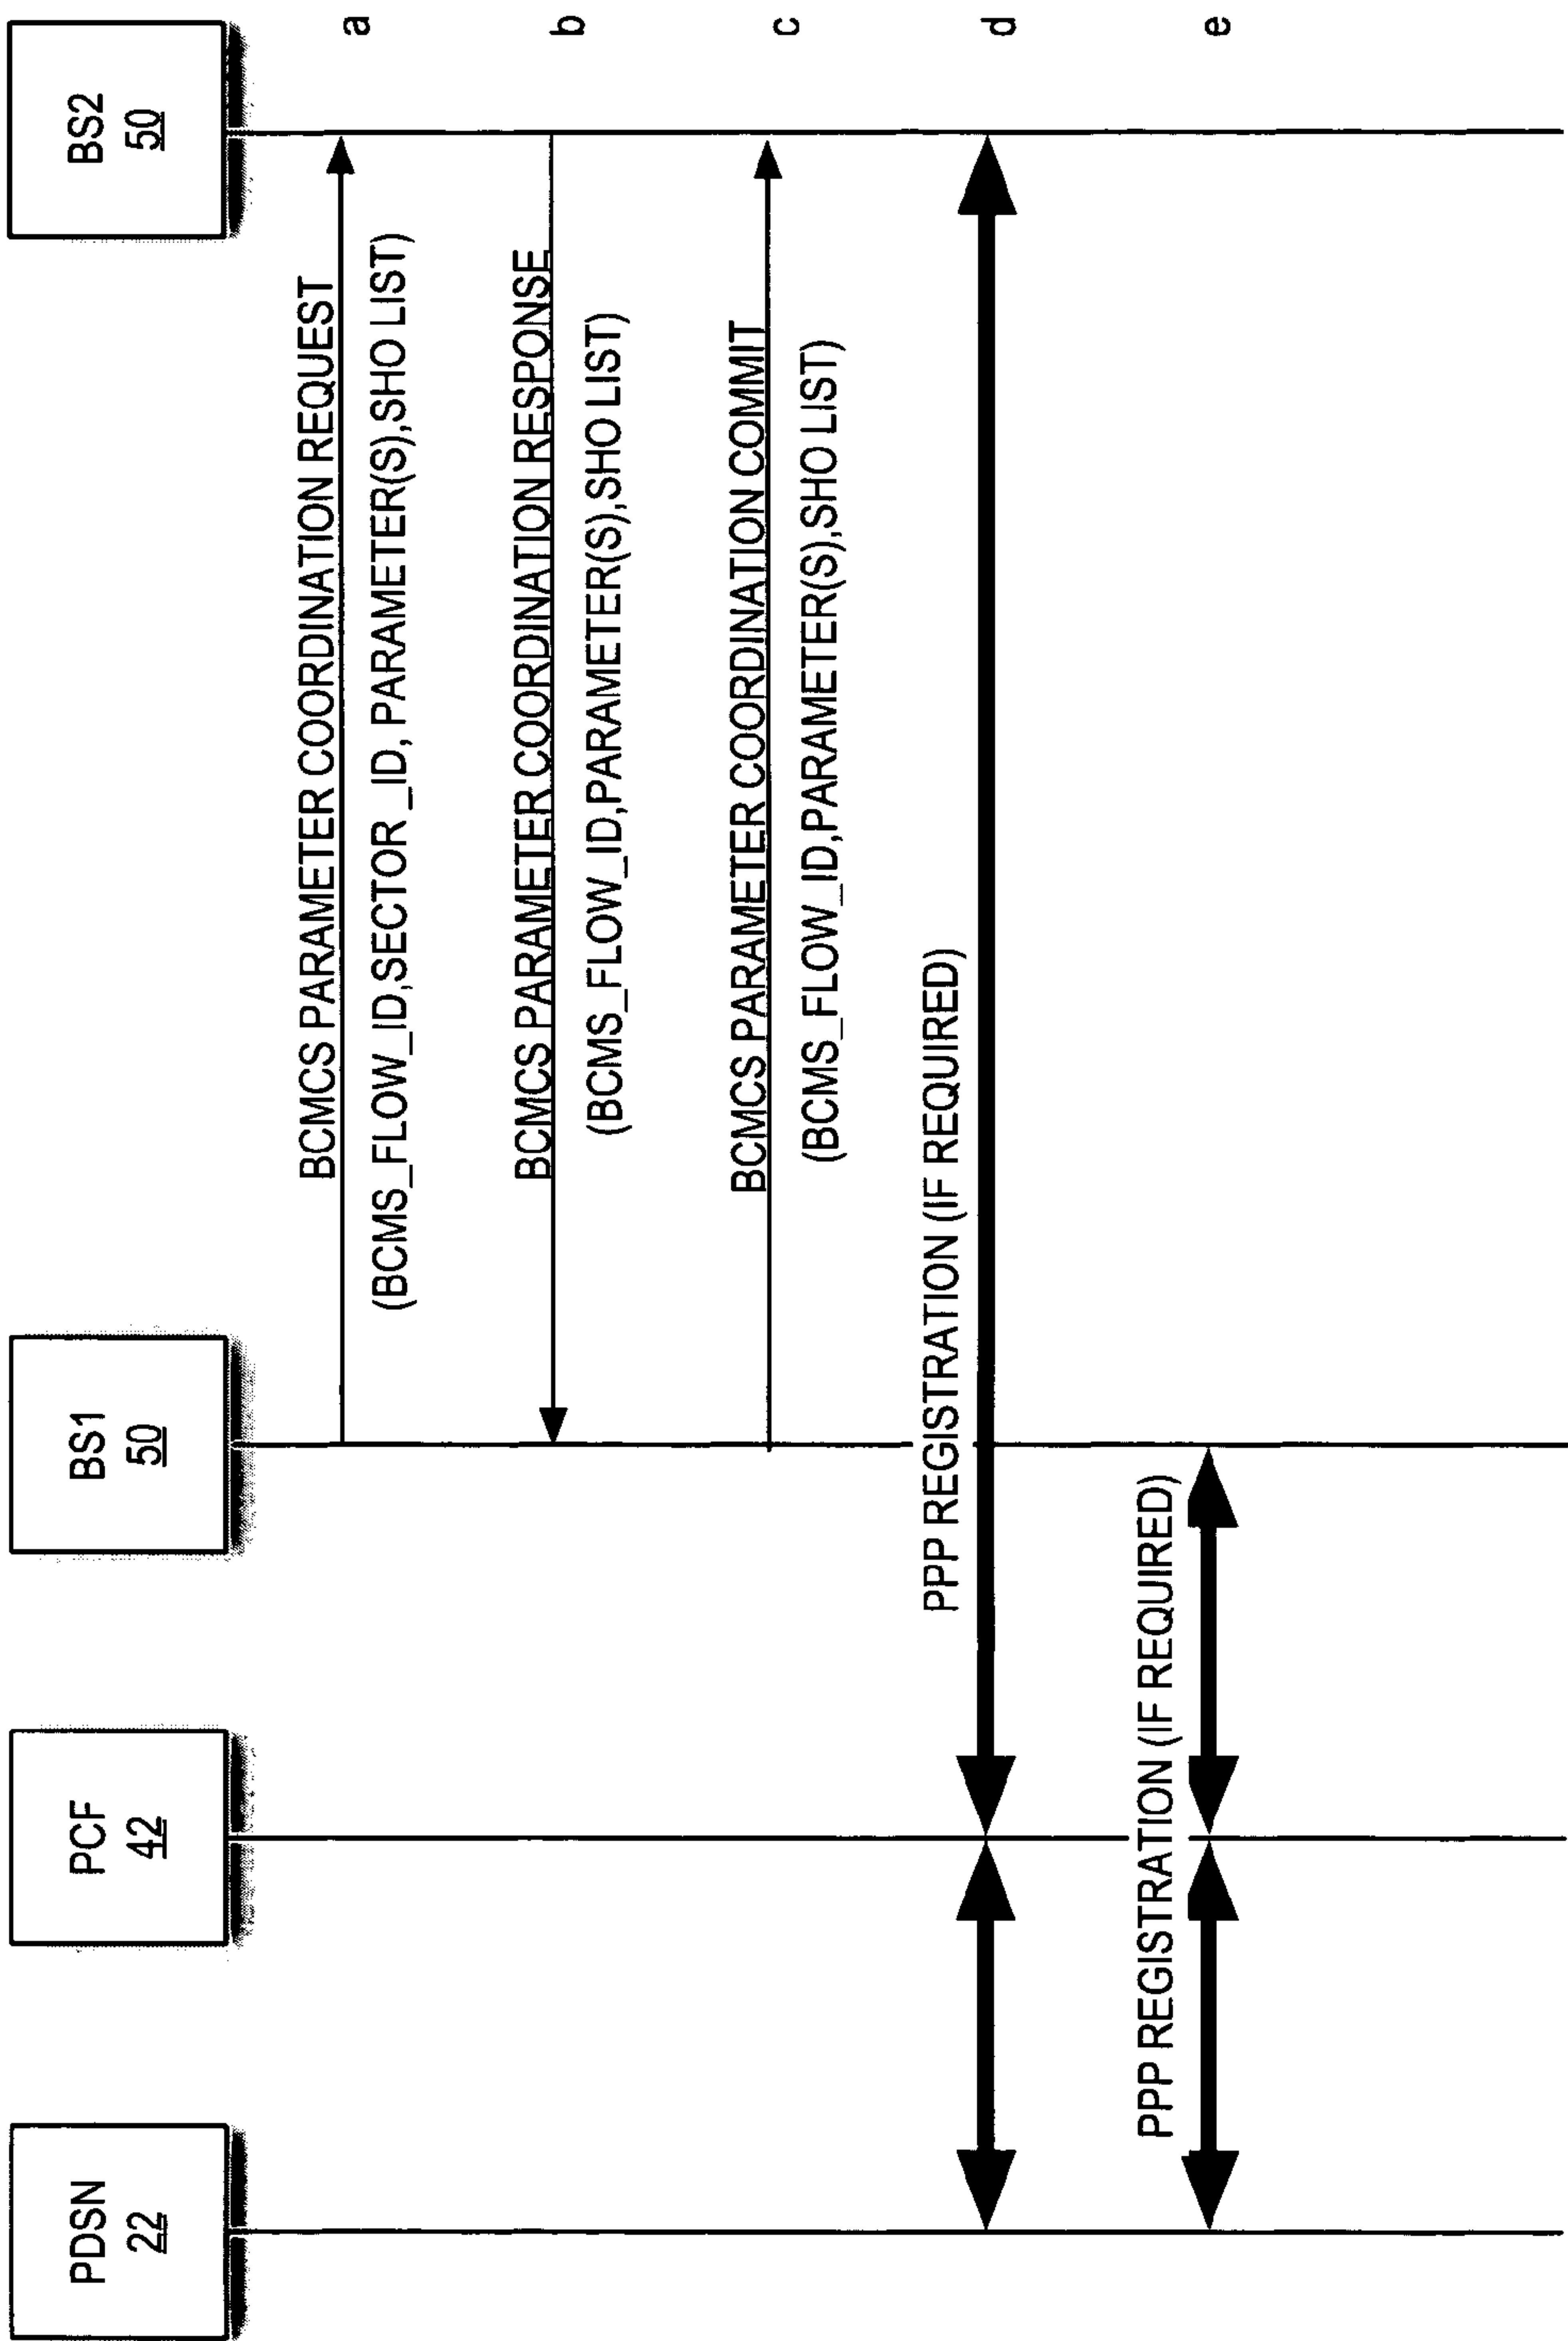 PDSN
22
PCF
42
BS1
50
BS2
50
BCMCS PARAMETER COORDINATION REQUEST
a
(BCMS_FLOW_ID,SECTOR _ID, PARAMETER(S),SHO LIST)
BCMCS PARAMETER COORDINATION RESPONSE
b
(BCMS_FLOW_ID,PARAMETER(S),SHO LIST)
BCMCS PARAMETER COORDINATION COMMIT
c
(BCMS_FLOW_ID,PARAMETER(S),SHO LIST)
PPP REGISTRATION (IF REQUIRED)
d
PPP REGISTRATION (IF REQUIRED)
e